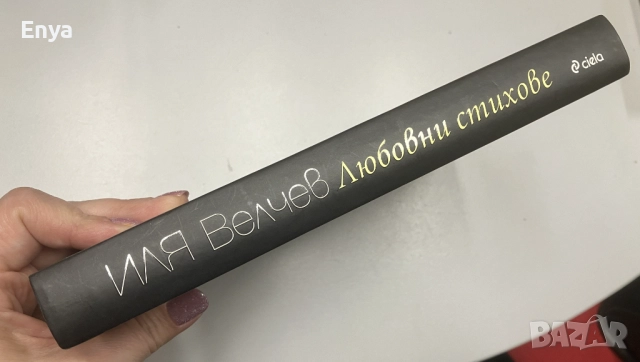 Enya
ИЛЯ Велчев Любовни стихове
ciela
BAZAR